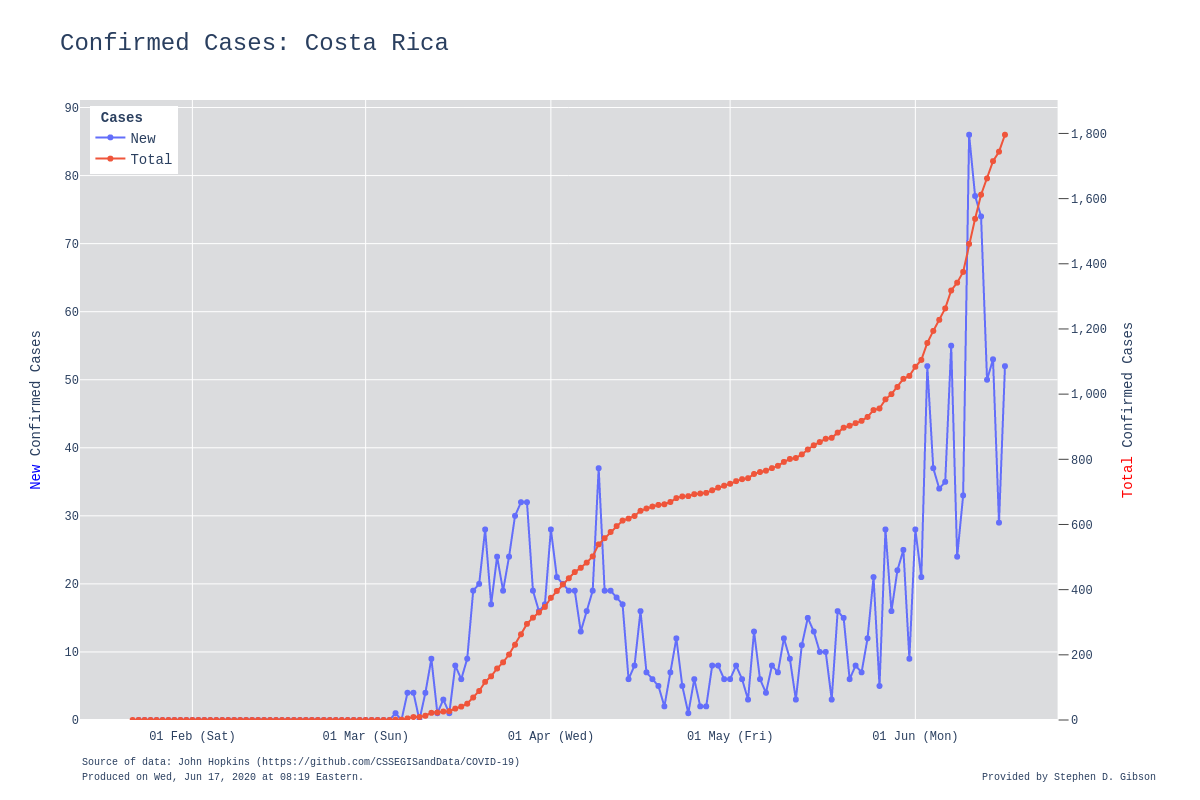 Confirmed Cases: Costa Rica
Cases
New
Total
90
80
70
60
50
40
30
20
10
0
1,800
1,600
1,400
1,200
1,000
800
600
400
200
0
New Confirmed Cases
Total Confirmed Cases
01 Feb (Sat)
01 Mar (Sun)
01 Apr (Wed)
01 May (Fri)
01 Jun (Mon)
Source of data: John Hopkins (https://github.com/CSSEGISandData/COVID-19)
Produced on Wed, Jun 17, 2020 at 08:19 Eastern.
Provided by Stephen D. Gibson